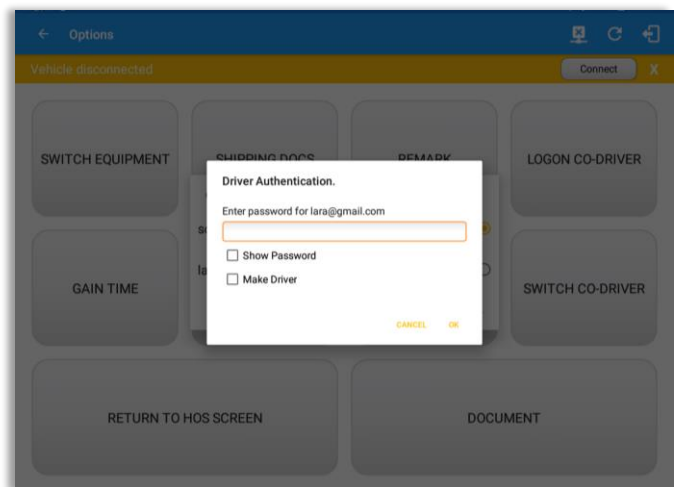 Options
Vehicle disconnected
Connect X
SWITCH EQUIPMENT
SHIPPING DOCS
REMARK
LOGON CO-DRIVER
Driver Authentication.
Enter password for lara@gmail.com
Show Password
Make Driver
CANCEL OK
GAIN TIME
SWITCH CO-DRIVER
RETURN TO HOS SCREEN
DOCUMENT